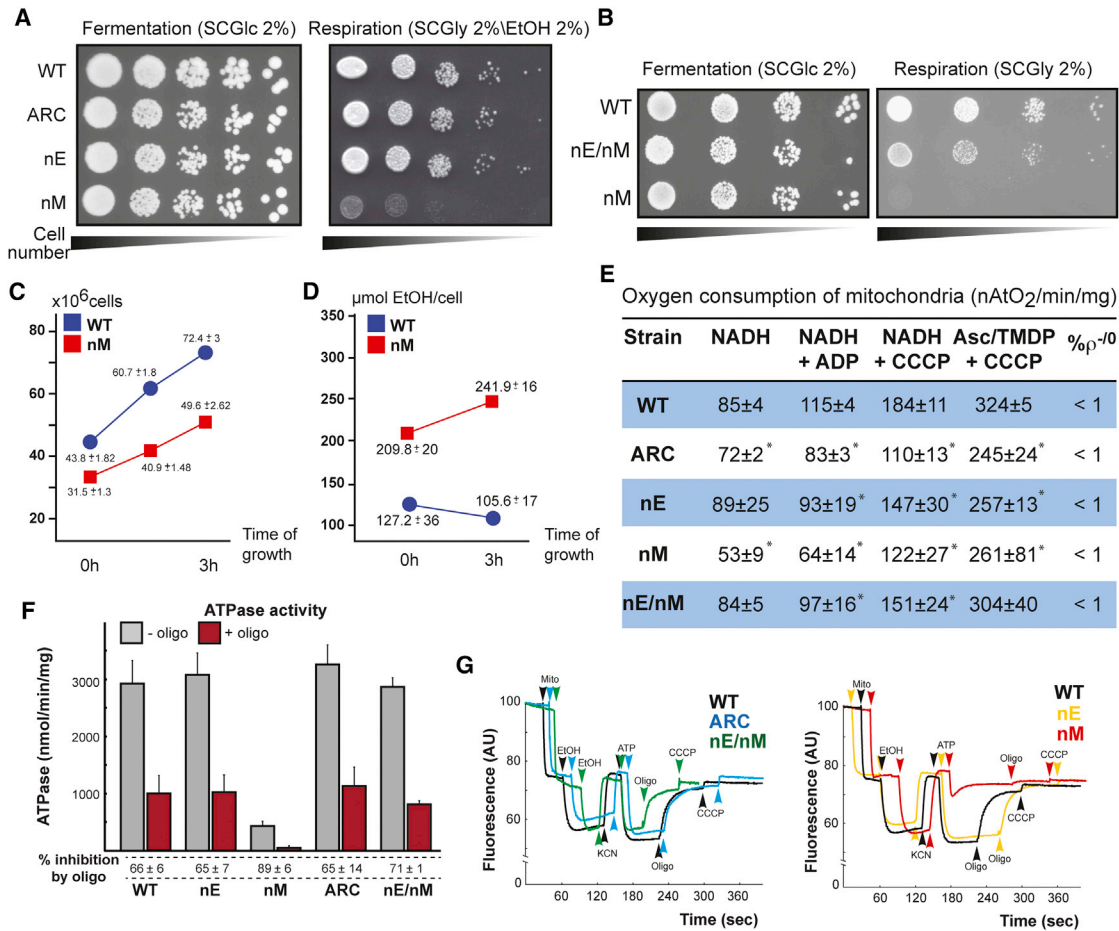 A
Fermentation (SCGlc 2%)
Respiration (SCGly 2%\EtOH 2%)
WT
ARC
nE
nM
Cell
number
B
Fermentation (SCGlc 2%)
Respiration (SCGly 2%)
WT
nE/nM
nM
C
x10⁶cells
WT
nM
80
60
40
20
72.4 ± 3
60.7 ±1.8
49.6 ±2.62
43.8 ±1.82
40.9 ±1.48
31.5 ±1.3
0h
3h
Time of
growth
D
µmol EtOH/cell
WT
nM
350
300
250
200
150
100
241.9± 16
209.8 ± 20
105.6± 17
127.2 ± 36
0h
3h
Time of
growth
E
Oxygen consumption of mitochondria (nAtO₂/min/mg)
Strain NADH NADH + ADP NADH + CCCP Asc/TMDP + CCCP %ρ⁻/⁰
WT 85±4 115±4 184±11 324±5 < 1
ARC 72±2* 83±3* 110±13* 245±24* < 1
nE 89±25 93±19* 147±30* 257±13* < 1
nM 53±9* 64±14* 122±27* 261±81* < 1
nE/nM 84±5 97±16* 151±24* 304±40 < 1
F
ATPase activity
- oligo
+ oligo
ATPase (nmol/min/mg)
3000
2000
1000
% inhibition
by oligo
66 ± 6 65 ± 7 89 ± 6 65 ± 14 71 ± 1
WT nE nM ARC nE/nM
G
Fluorescence (AU)
100
80
60
0
Mito
EtOH
EtOH
KCN
ATP
Oligo
CCCP
CCCP
Oligo
WT
ARC
nE/nM
60 120 180 240 300 360
Time (sec)
Fluorescence (AU)
100
80
60
0
Mito
EtOH
KCN
ATP
Oligo
CCCP
CCCP
Oligo
WT
nE
nM
60 120 180 240 300 360
Time (sec)